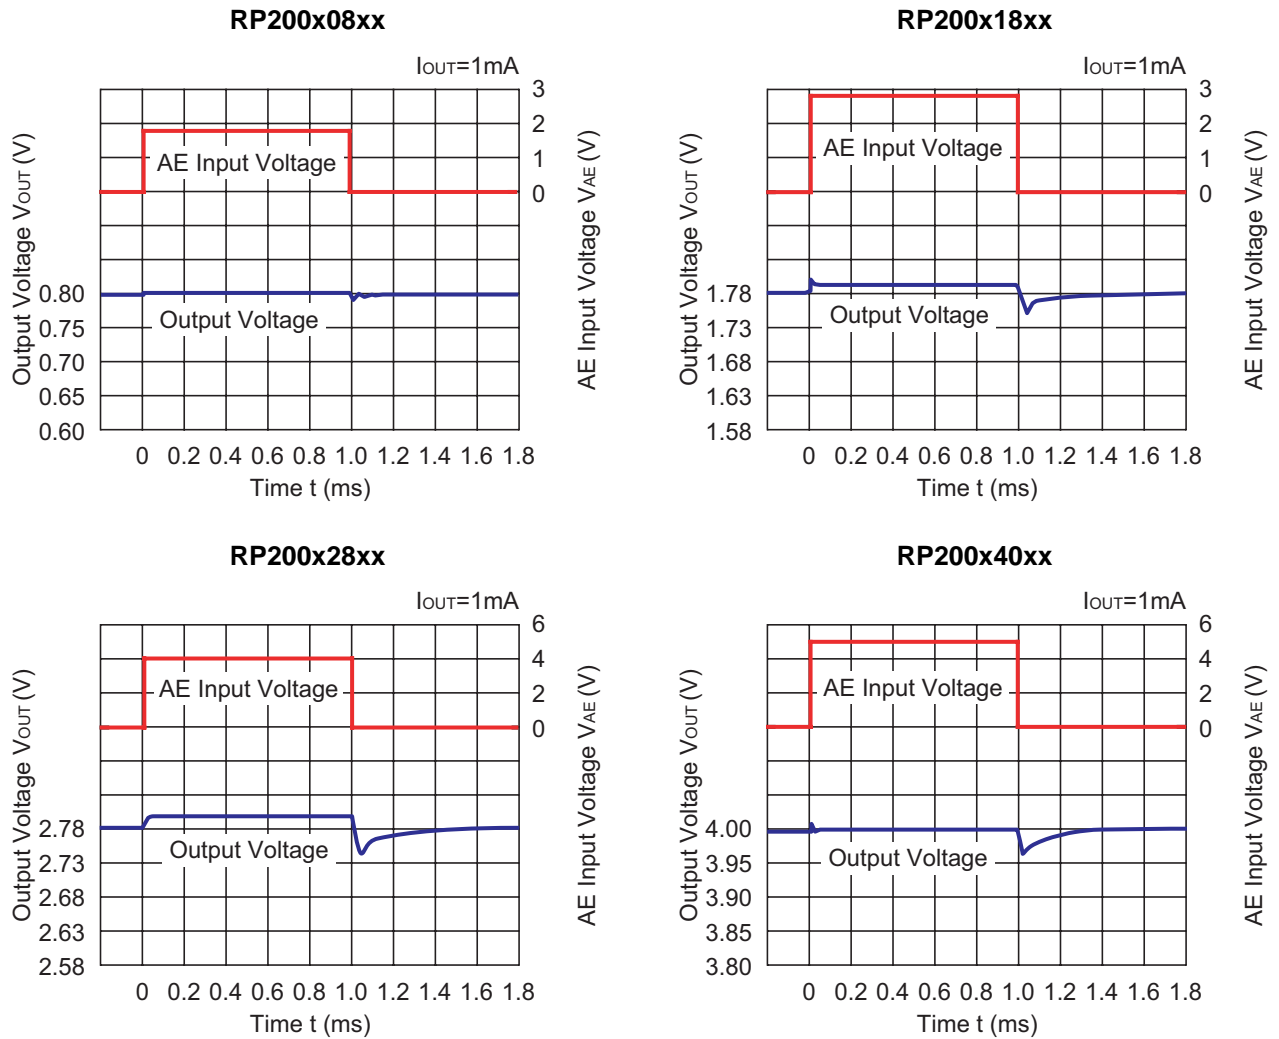 RP200x08xx
IOUT=1mA
Output Voltage VOUT (V)
0.80
0.75
0.70
0.65
0.60
AE Input Voltage
Output Voltage
3
2
1
0
AE Input Voltage VAE (V)
0 0.2 0.4 0.6 0.8 1.0 1.2 1.4 1.6 1.8
Time t (ms)
RP200x18xx
IOUT=1mA
Output Voltage VOUT (V)
1.78
1.73
1.68
1.63
1.58
AE Input Voltage
Output Voltage
3
2
1
0
AE Input Voltage VAE (V)
0 0.2 0.4 0.6 0.8 1.0 1.2 1.4 1.6 1.8
Time t (ms)
RP200x28xx
IOUT=1mA
Output Voltage VOUT (V)
2.78
2.73
2.68
2.63
2.58
AE Input Voltage
Output Voltage
6
4
2
0
AE Input Voltage VAE (V)
0 0.2 0.4 0.6 0.8 1.0 1.2 1.4 1.6 1.8
Time t (ms)
RP200x40xx
IOUT=1mA
Output Voltage VOUT (V)
4.00
3.95
3.90
3.85
3.80
AE Input Voltage
Output Voltage
6
4
2
0
AE Input Voltage VAE (V)
0 0.2 0.4 0.6 0.8 1.0 1.2 1.4 1.6 1.8
Time t (ms)